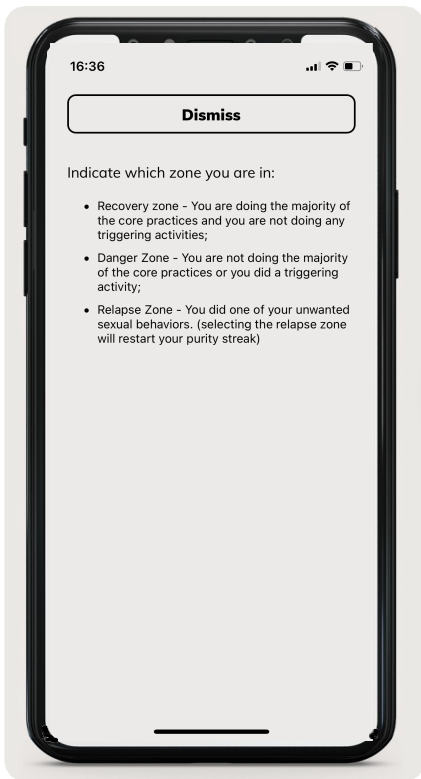 16:36
Dismiss
Indicate which zone you are in:
• Recovery zone - You are doing the majority of
the core practices and you are not doing any
triggering activities;
• Danger Zone - You are not doing the majority
of the core practices or you did a triggering
activity;
• Relapse Zone - You did one of your unwanted
sexual behaviors. (selecting the relapse zone
will restart your purity streak)